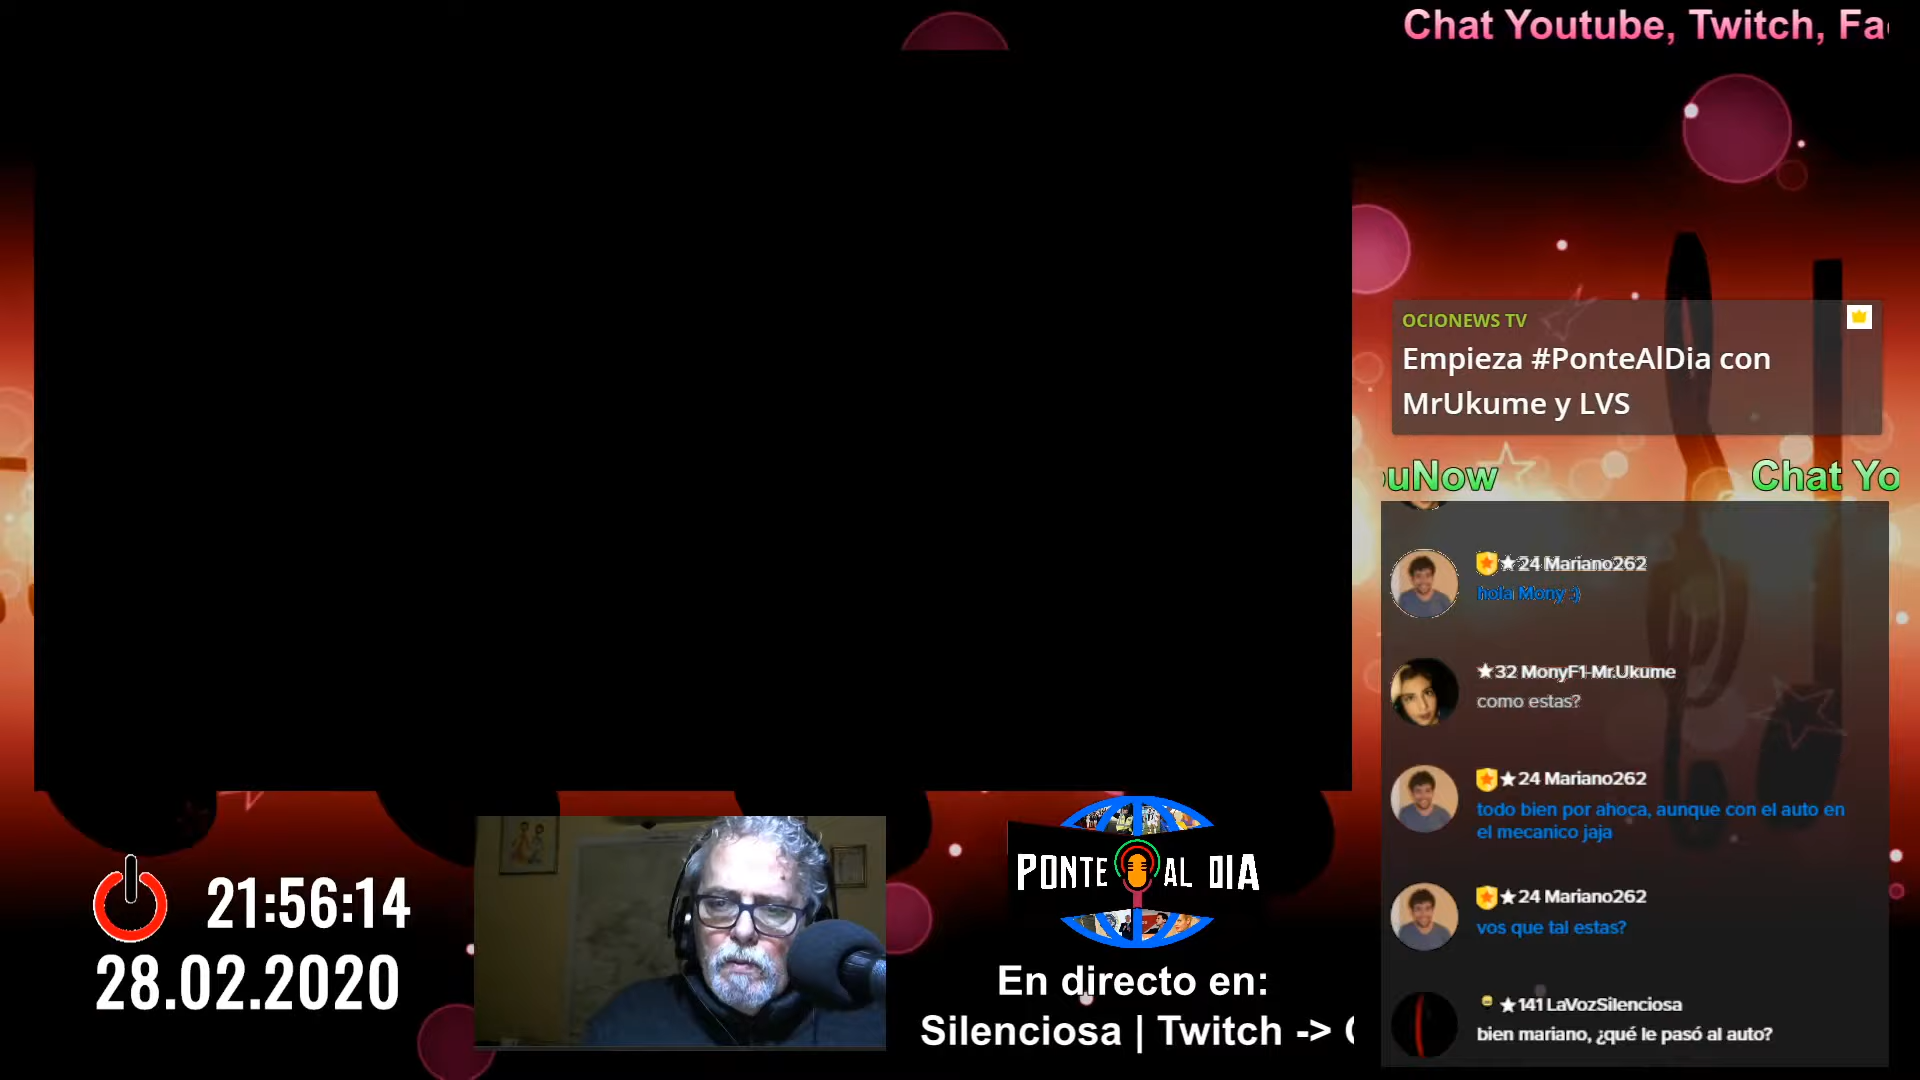 Chat Youtube, Twitch, Fa
OCIONEWS TV
Empieza #PonteAlDia con
MrUkume y LVS
uNow
Chat Yo
★24 Mariano262
hola Mony :)
★32 MonyF1-Mr.Ukume
como estas?
★24 Mariano262
todo bien por ahoca, aunque con el auto en
el mecanico jaja
★24 Mariano262
vos que tal estas?
★141 LaVozSilenciosa
bien mariano, ¿qué le pasó al auto?
21:56:14
28.02.2020
PONTE AL DIA
En directo en:
Silenciosa | Twitch ->